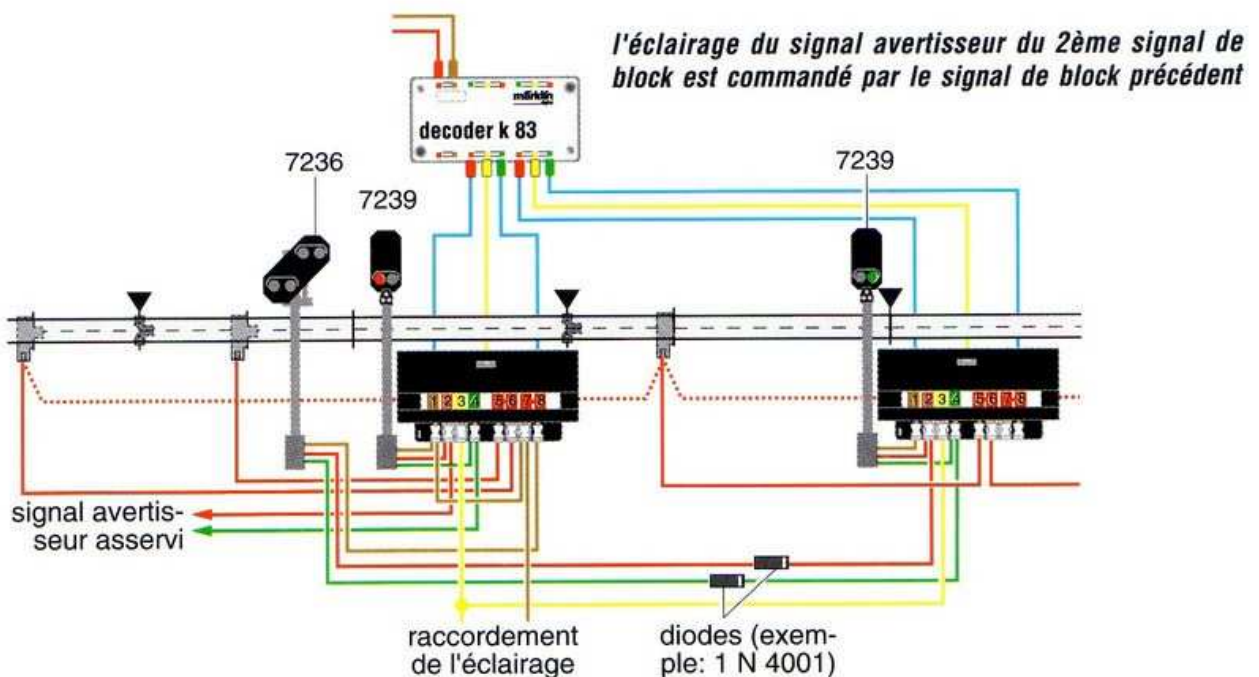 l'éclairage du signal avertisseur du 2ème signal de
block est commandé par le signal de block précédent
märklin
decoder k 83
7236
7239
7239
1 2 3 4 5 6 7 8
1 2 3 4 5 6 7 8
signal avertis-
seur asservi
raccordement
de l'éclairage
diodes (exem-
ple: 1 N 4001)